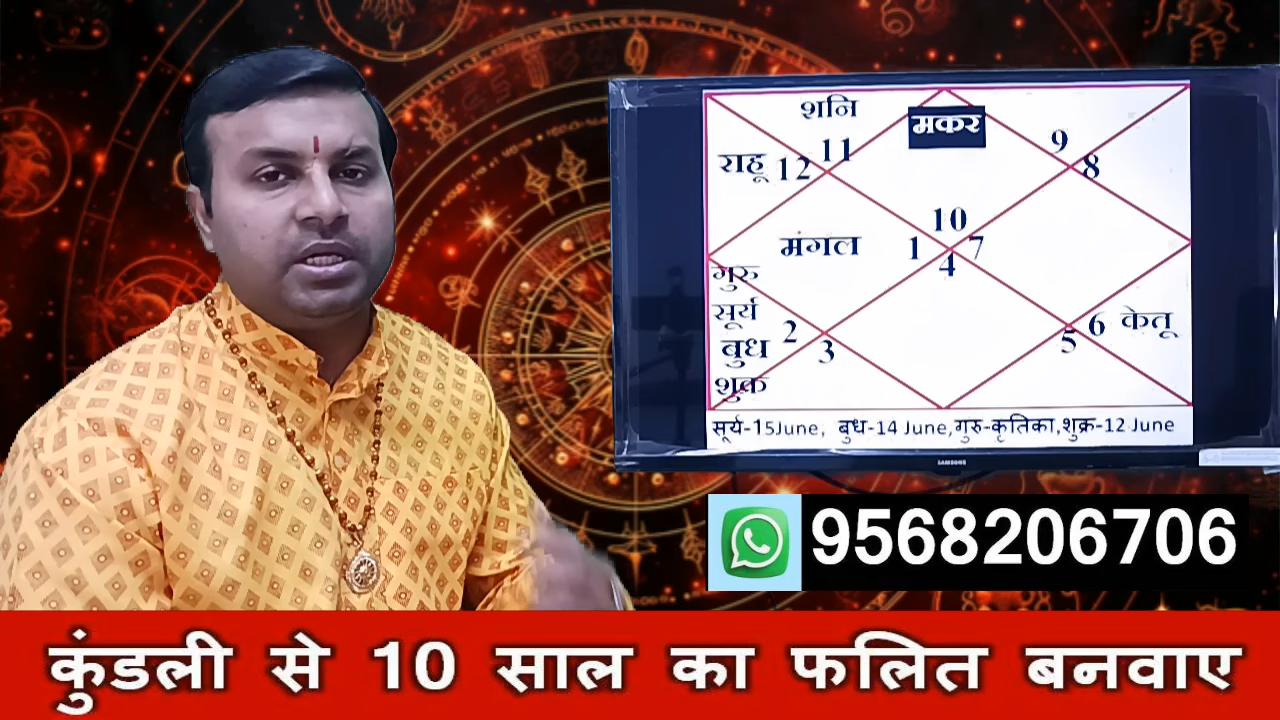 शनि
मकर
9
राहू 12 11
8
10
मंगल 1 7
4
गुरु
सूर्य
2
6 केतू
बुध 3
5
शुक्र
सूर्य-15June, बुध-14 June,गुरु-कृतिका,शुक्र-12 June
SAMSUNG
9568206706
कुंडली से 10 साल का फलित बनवाए